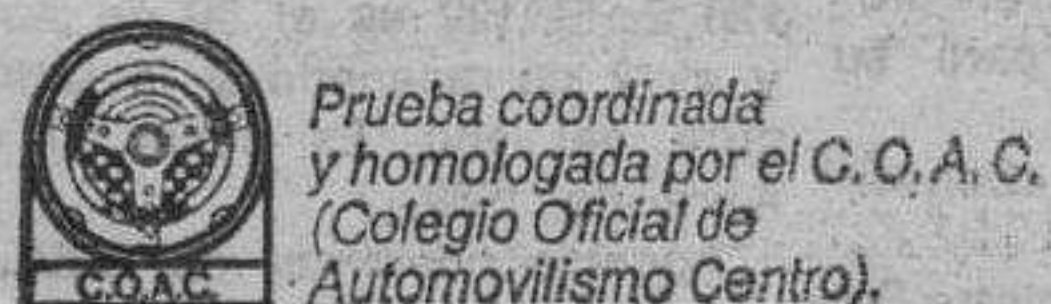 Prueba coordinada
y homologada por el C.O.A.C.
(Colegio Oficial de
Automovilismo Centro).
C.O.A.C.